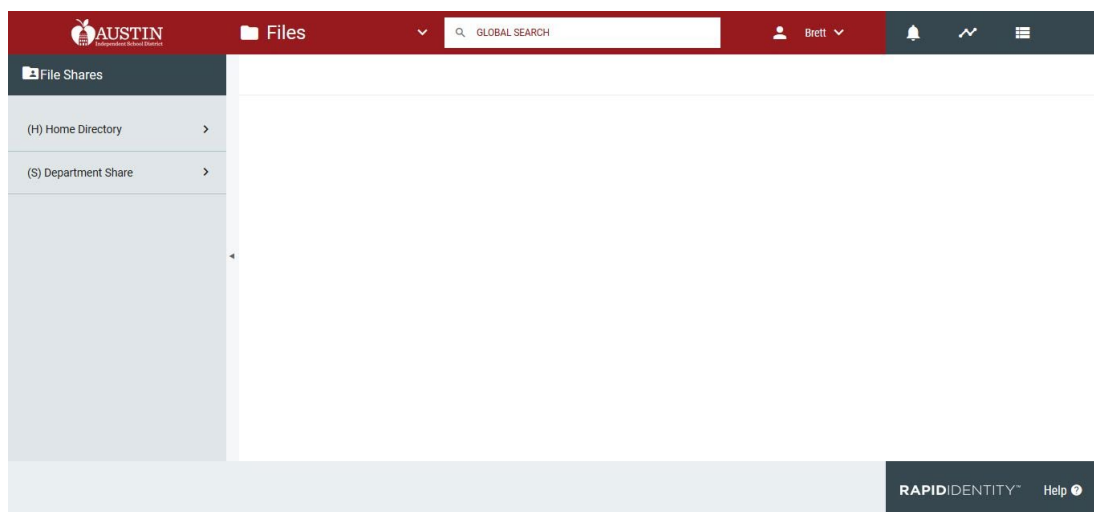 AUSTIN
Independent School District
Files
GLOBAL SEARCH
Brett
File Shares
(H) Home Directory
(S) Department Share
RAPIDIDENTITY™
Help